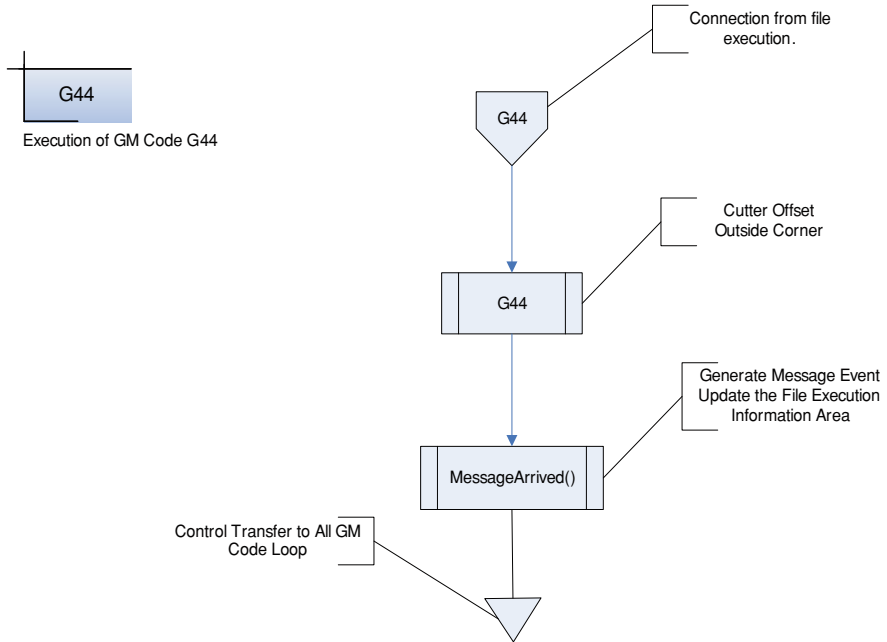 G44
Execution of GM Code G44
Connection from file
execution.
G44
Cutter Offset
Outside Corner
G44
Generate Message Event
Update the File Execution
Information Area
MessageArrived()
Control Transfer to All GM
Code Loop